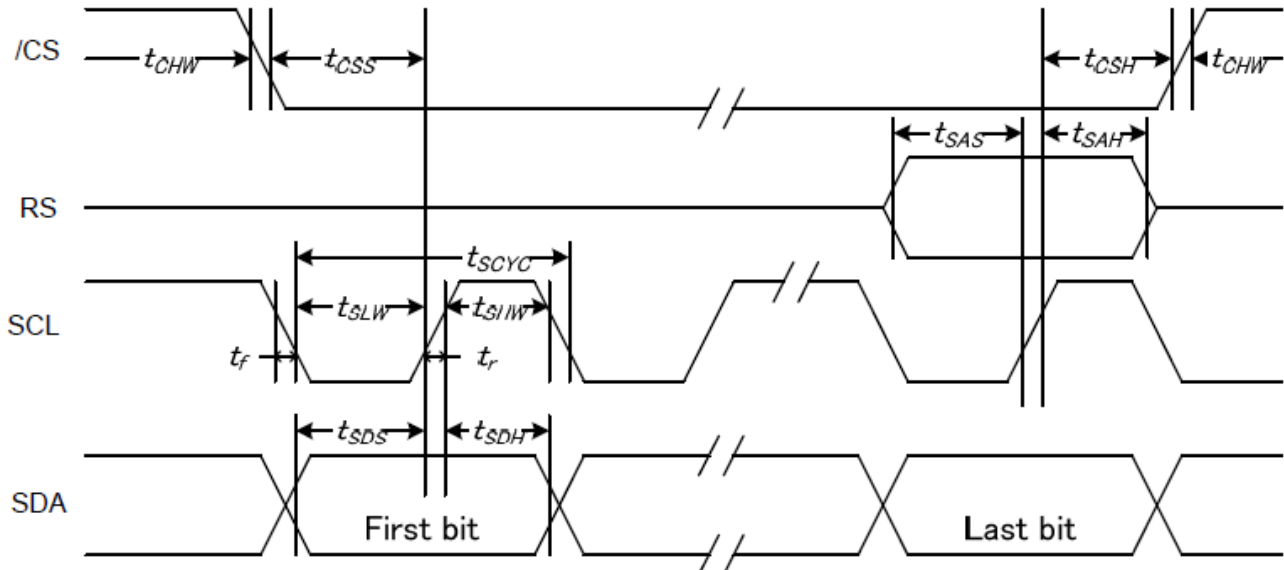 /CS tCHW tCSS tCSH tCHW
tSAS tSAH
RS
tSCYC
SCL tSLW tSHW
tf tr
tSDS tSDH
SDA First bit Last bit